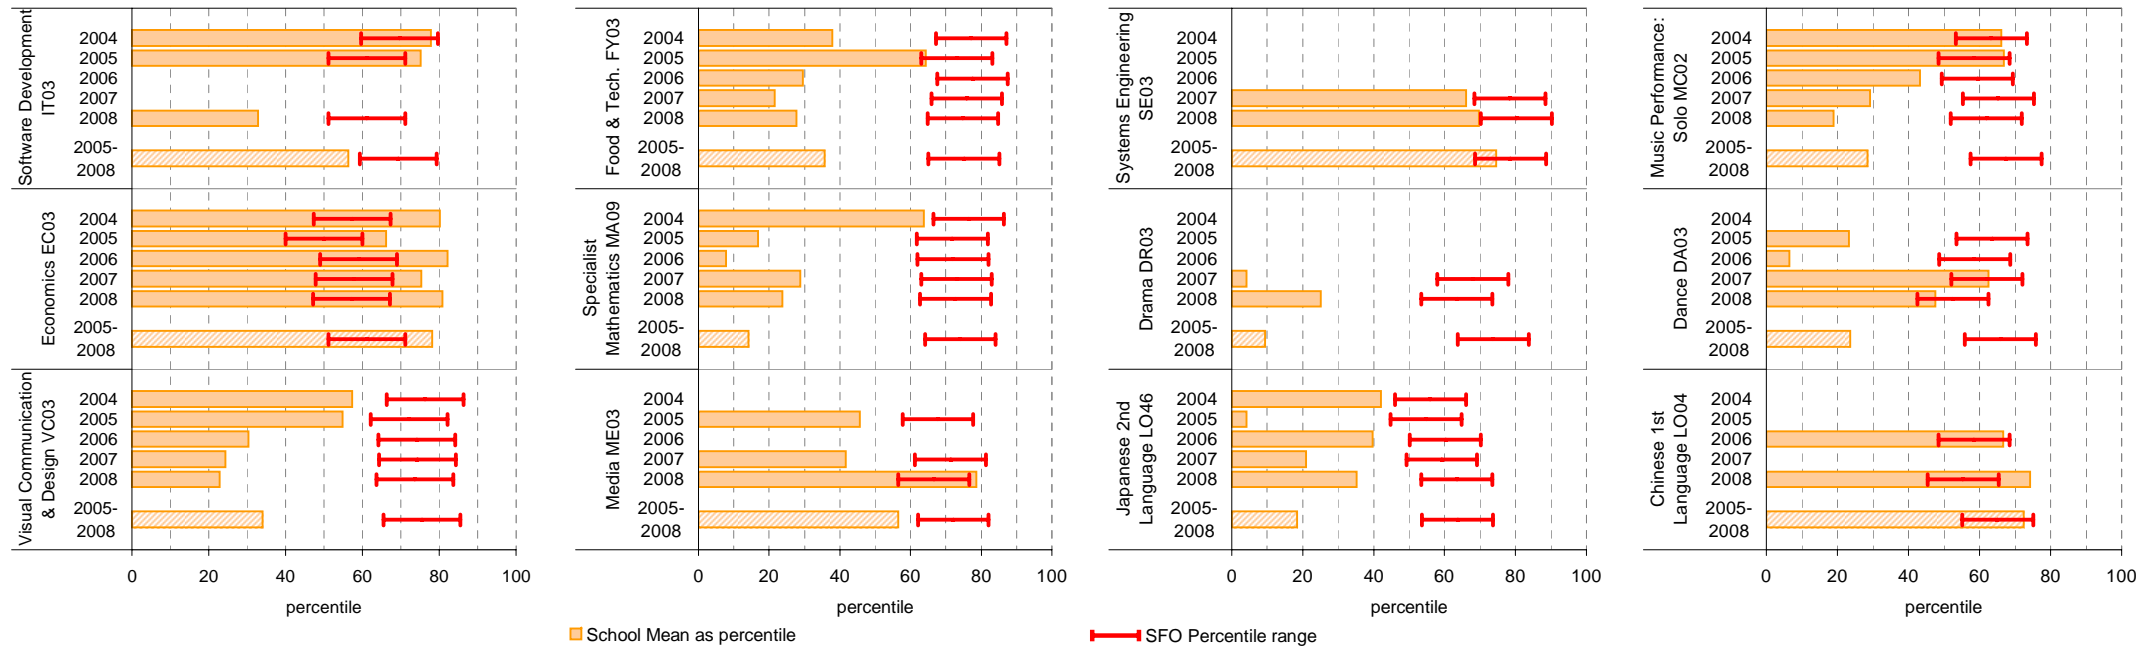 Software Development
IT03
2004
2005
2006
2007
2008
2005-
2008
Economics EC03
2004
2005
2006
2007
2008
2005-
2008
Visual Communication
& Design VC03
2004
2005
2006
2007
2008
2005-
2008
0 20 40 60 80 100
percentile
Food & Tech. FY03
2004
2005
2006
2007
2008
2005-
2008
Specialist
Mathematics MA09
2004
2005
2006
2007
2008
2005-
2008
Media ME03
2004
2005
2006
2007
2008
2005-
2008
0 20 40 60 80 100
percentile
Systems Engineering
SE03
2004
2005
2006
2007
2008
2005-
2008
Drama DR03
2004
2005
2006
2007
2008
2005-
2008
Japanese 2nd
Language LO46
2004
2005
2006
2007
2008
2005-
2008
0 20 40 60 80 100
percentile
Music Performance:
Solo MC02
2004
2005
2006
2007
2008
2005-
2008
Dance DA03
2004
2005
2006
2007
2008
2005-
2008
Chinese 1st
Language LO04
2004
2005
2006
2007
2008
2005-
2008
0 20 40 60 80 100
percentile
School Mean as percentile
SFO Percentile range